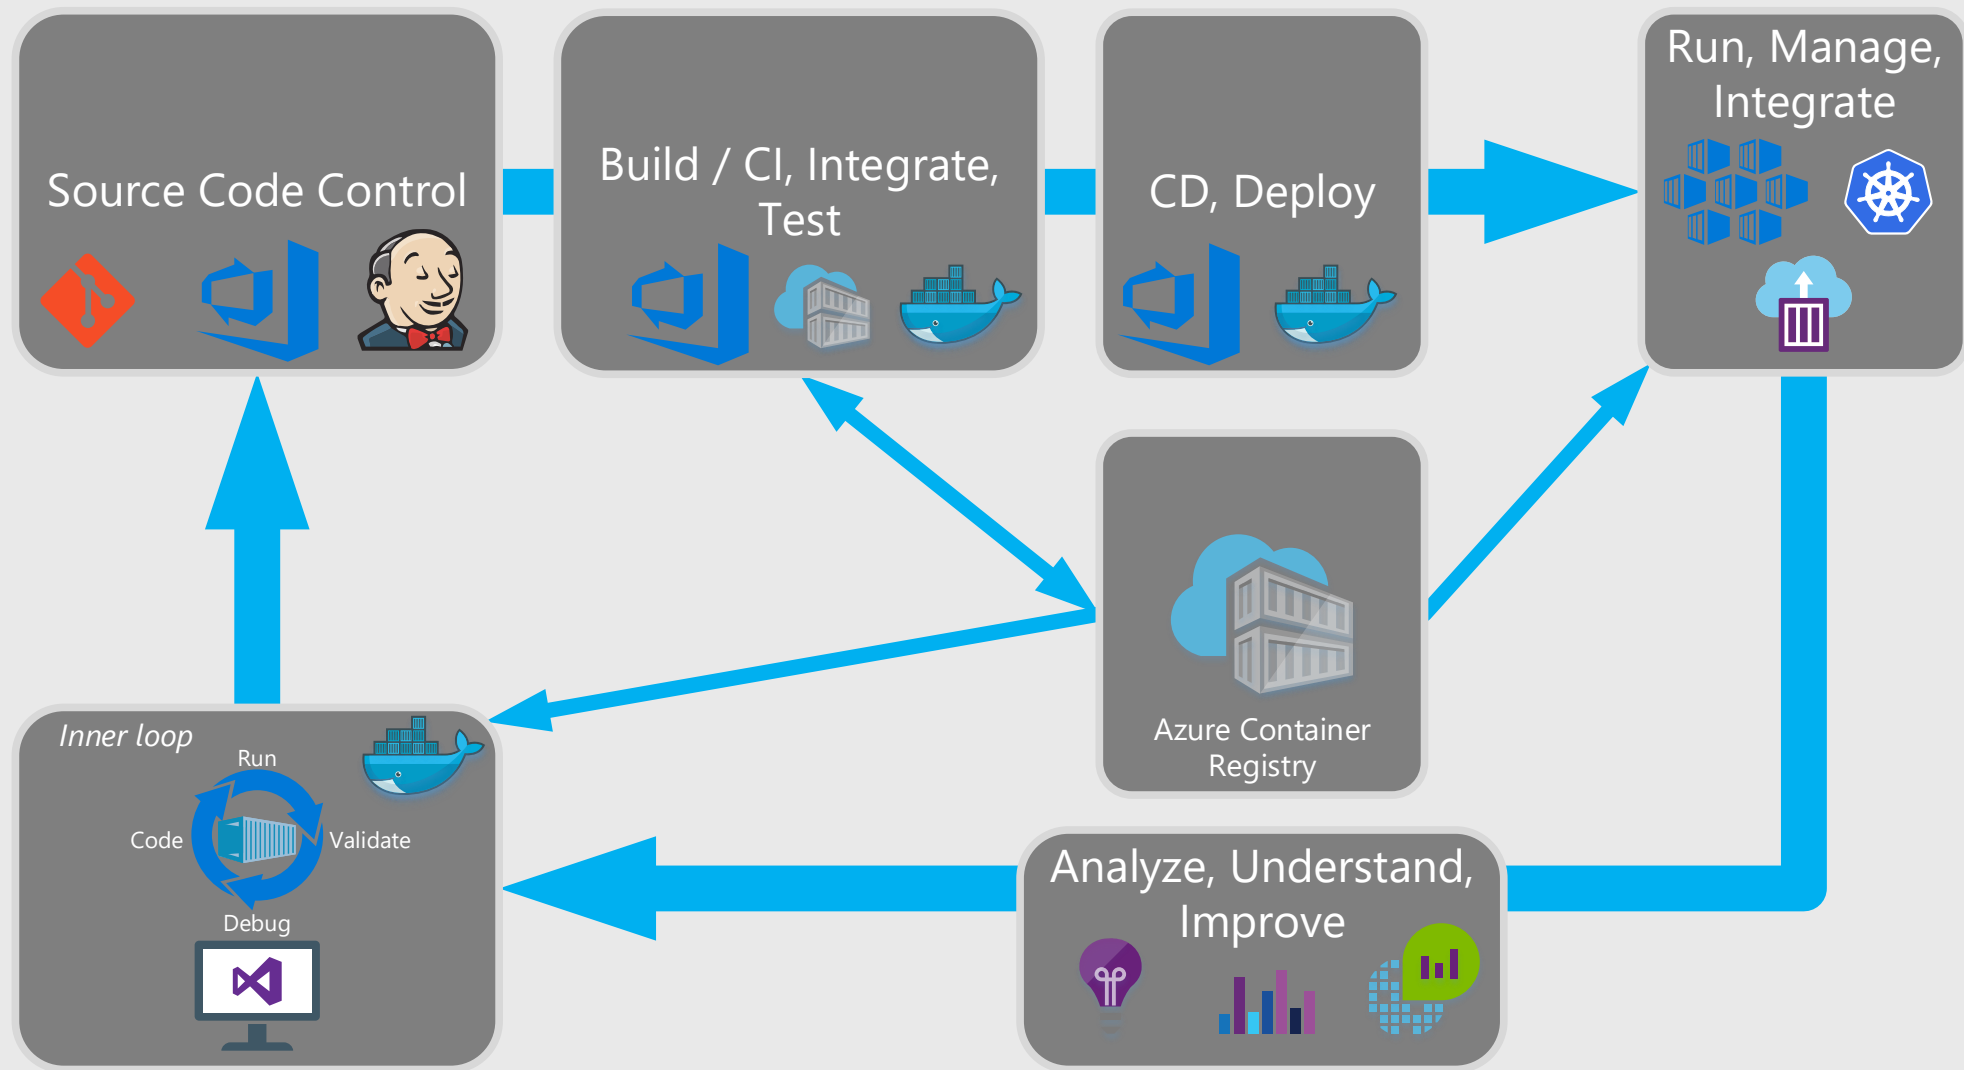 Source Code Control
Build / CI, Integrate,
Test
CD, Deploy
Run, Manage,
Integrate
Azure Container
Registry
Inner loop
Run
Code
Validate
Debug
Analyze, Understand,
Improve